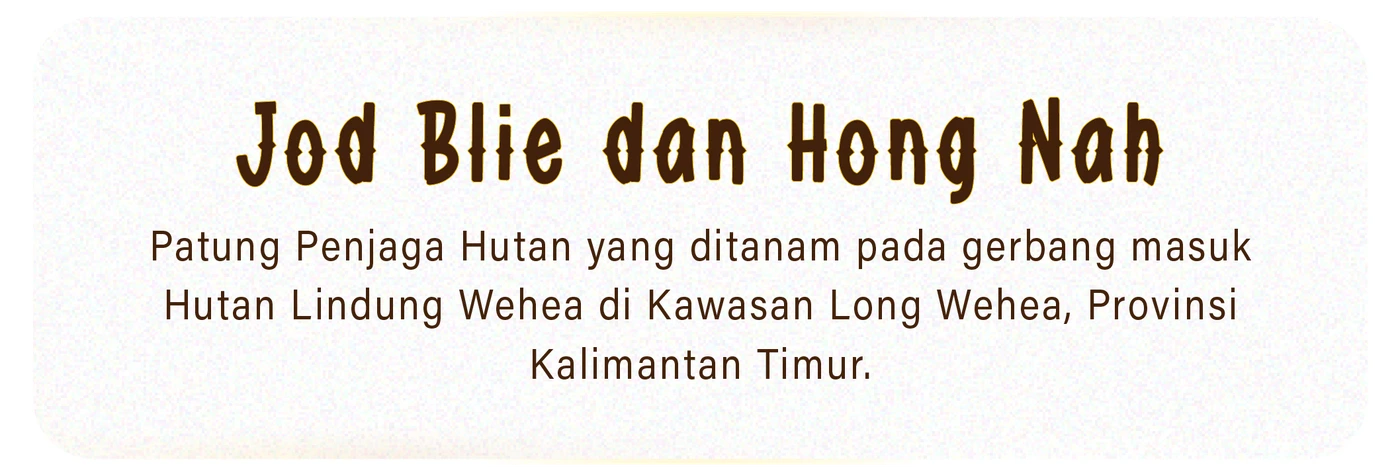 Jod Blie dan Hong Nah
Patung Penjaga Hutan yang ditanam pada gerbang masuk
Hutan Lindung Wehea di Kawasan Long Wehea, Provinsi
Kalimantan Timur.